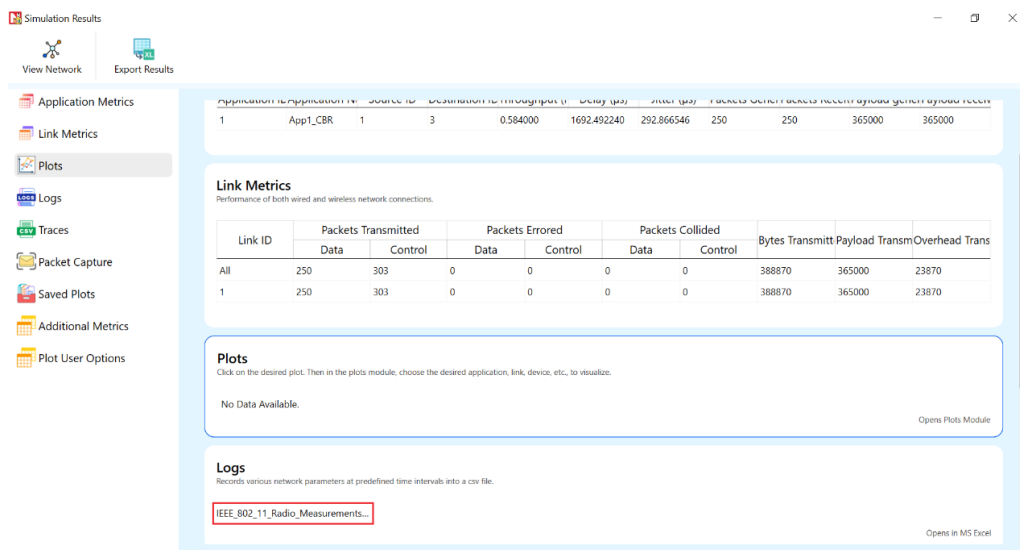 Simulation Results
View Network
Export Results
Application Metrics
Link Metrics
Plots
Logs
Traces
Packet Capture
Saved Plots
Additional Metrics
Plot User Options
1 App1_CBR 1 3 0.584000 1692.492240 292.866546 250 250 365000 365000
Link Metrics
Performance of both wired and wireless network connections.
Link ID Packets Transmitted Packets Errored Packets Collided Bytes Transmitt Payload Transm Overhead Trans
Data Control Data Control Data Control
All 250 303 0 0 0 0 388870 365000 23870
1 250 303 0 0 0 0 388870 365000 23870
Plots
Click on the desired plot. Then in the plots module, choose the desired application, link, device, etc., to visualize.
No Data Available.
Opens Plots Module
Logs
Records various network parameters at predefined time intervals into a csv file.
IEEE_802_11_Radio_Measurements...
Opens in MS Excel